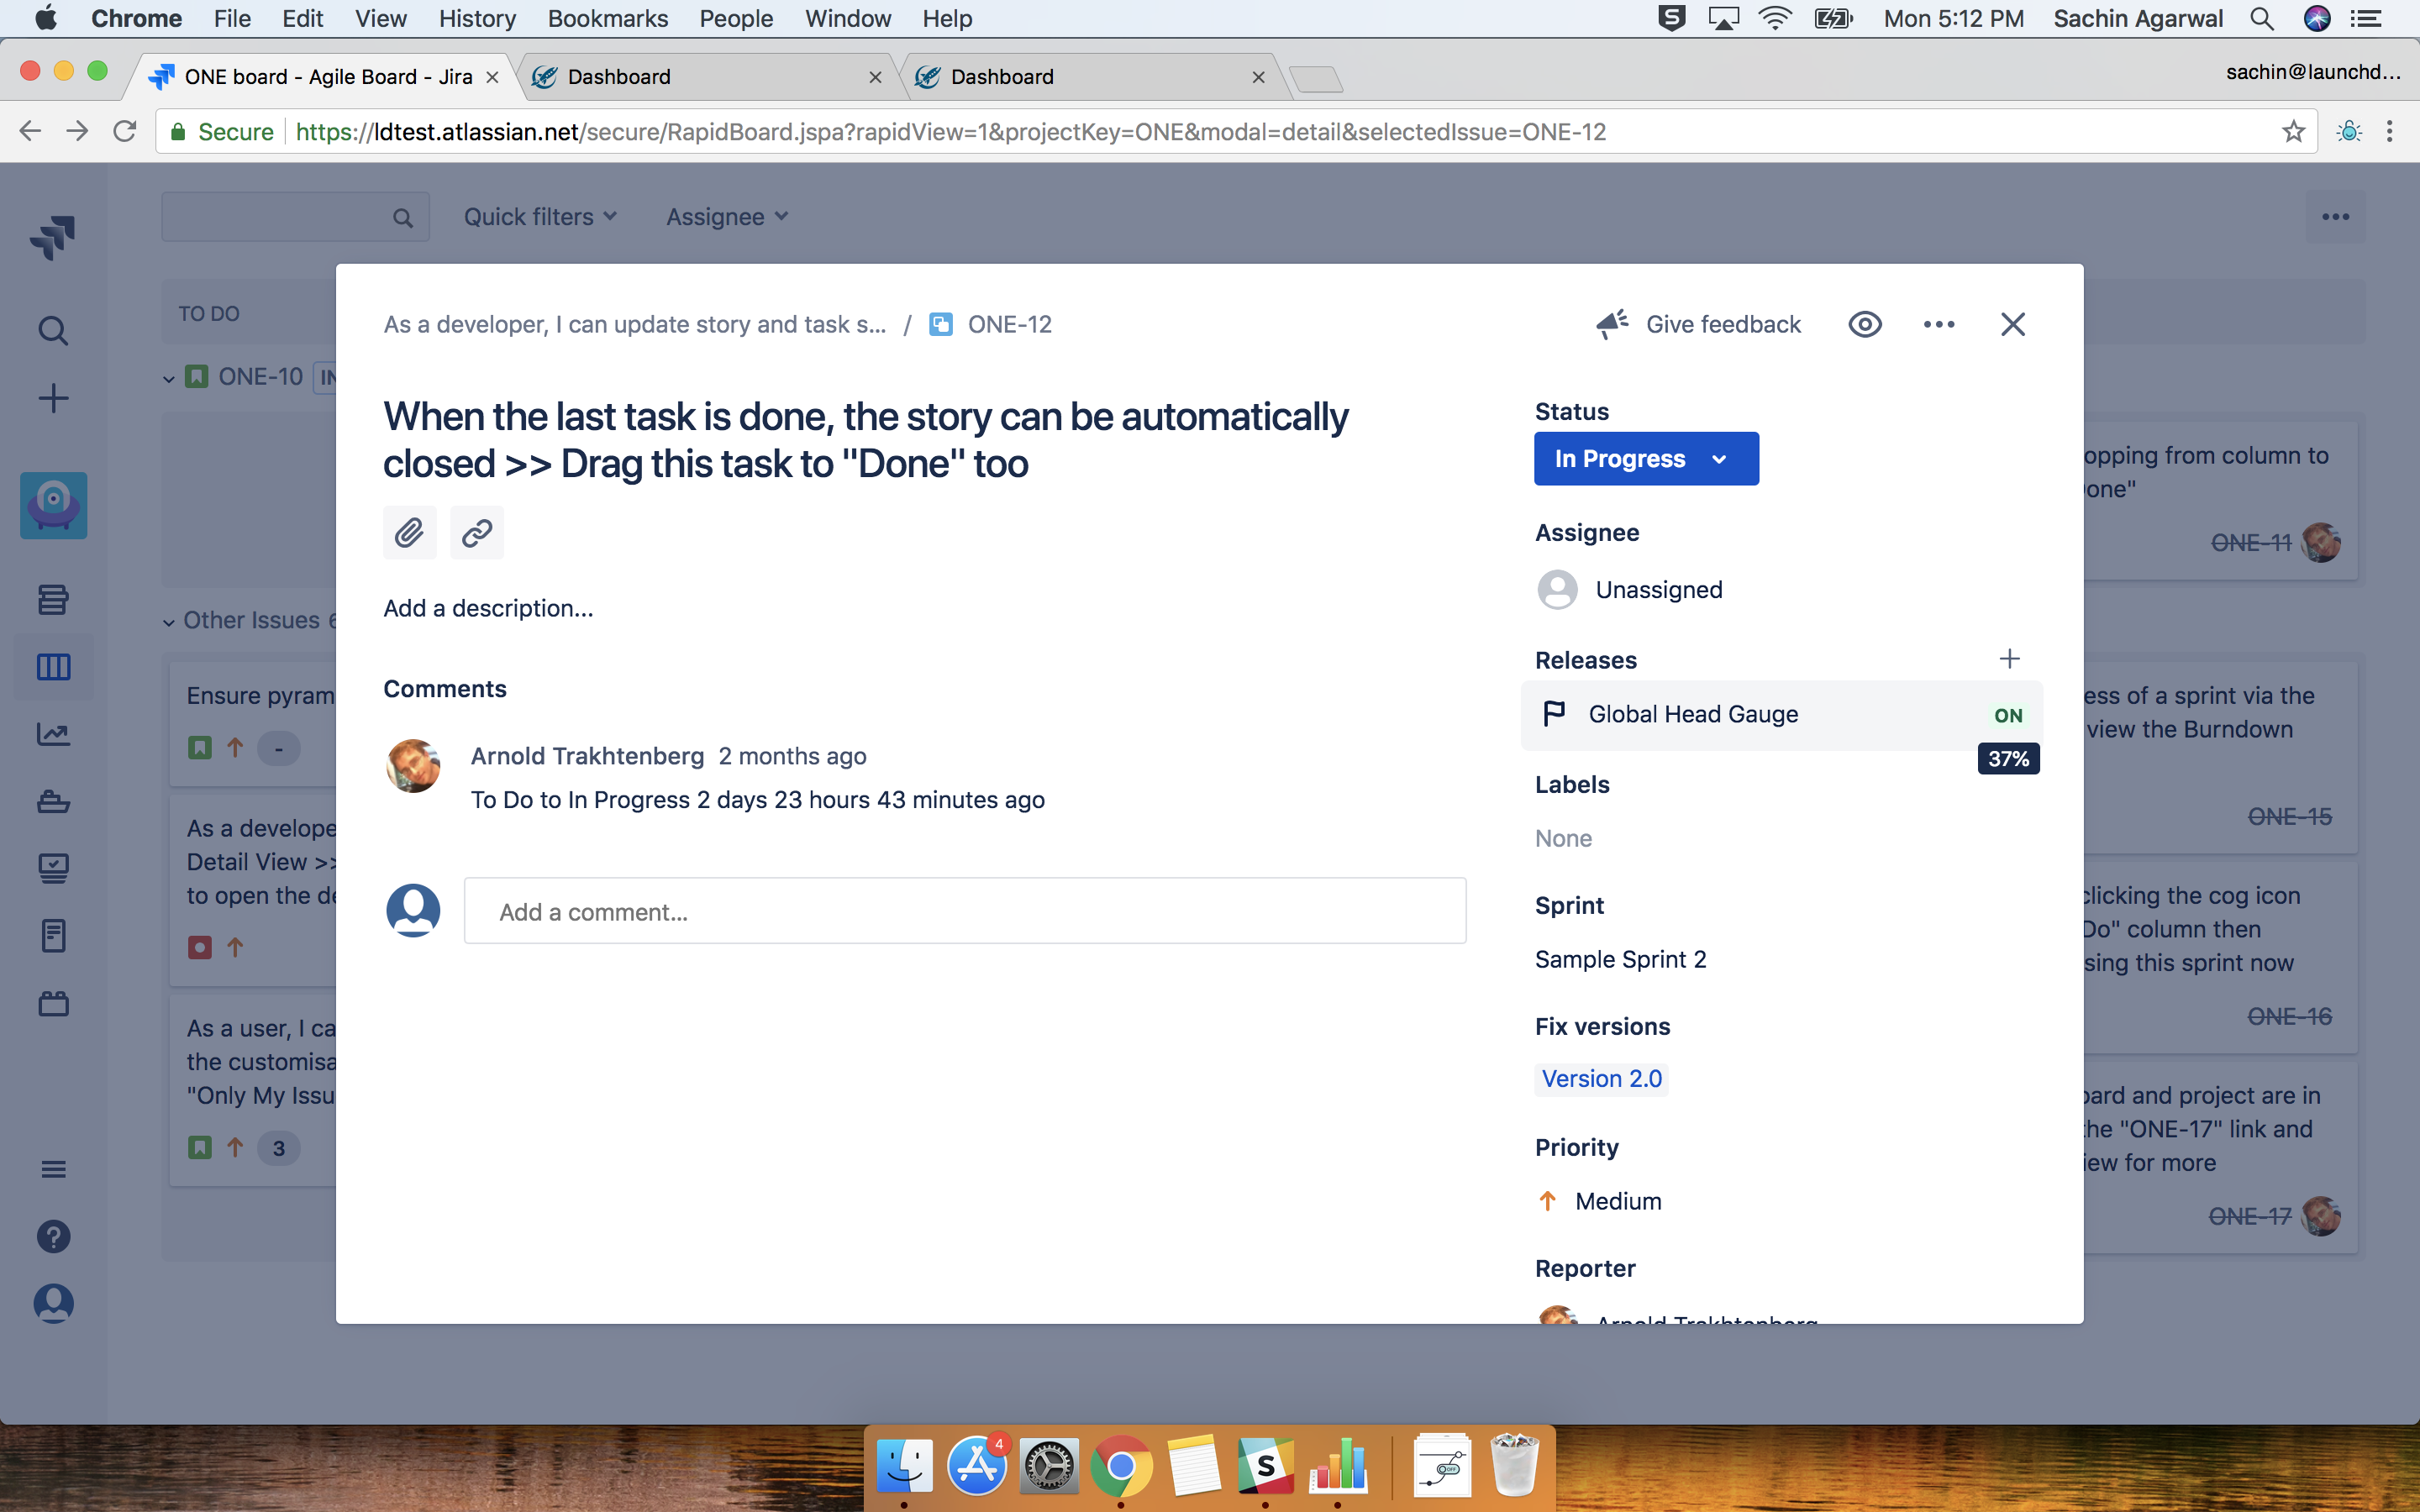 Chrome File Edit View History Bookmarks People Window Help
S Mon 5:12 PM Sachin Agarwal
ONE board - Agile Board - Jira
Dashboard
Dashboard
sachin@launchd...
Secure https://ldtest.atlassian.net/secure/RapidBoard.jspa?rapidView=1&projectKey=ONE&modal=detail&selectedIssue=ONE-12
Quick filters
Assignee
TO DO
ONE-10 IN
Other Issues 6
Ensure pyram
-
As a develope
Detail View >>
to open the de
As a user, I ca
the customisa
"Only My Issu
3
As a developer, I can update story and task s... / ONE-12
Give feedback
When the last task is done, the story can be automatically
closed >> Drag this task to "Done" too
Add a description...
Comments
Arnold Trakhtenberg 2 months ago
To Do to In Progress 2 days 23 hours 43 minutes ago
Add a comment...
Status
In Progress
Assignee
Unassigned
Releases
Global Head Gauge ON
37%
Labels
None
Sprint
Sample Sprint 2
Fix versions
Version 2.0
Priority
Medium
Reporter
Arnold Trakhtenberg
opping from column to
one"
ONE-11
ess of a sprint via the
view the Burndown
ONE-15
clicking the cog icon
Do" column then
sing this sprint now
ONE-16
oard and project are in
the "ONE-17" link and
iew for more
ONE-17
4
S
OFF